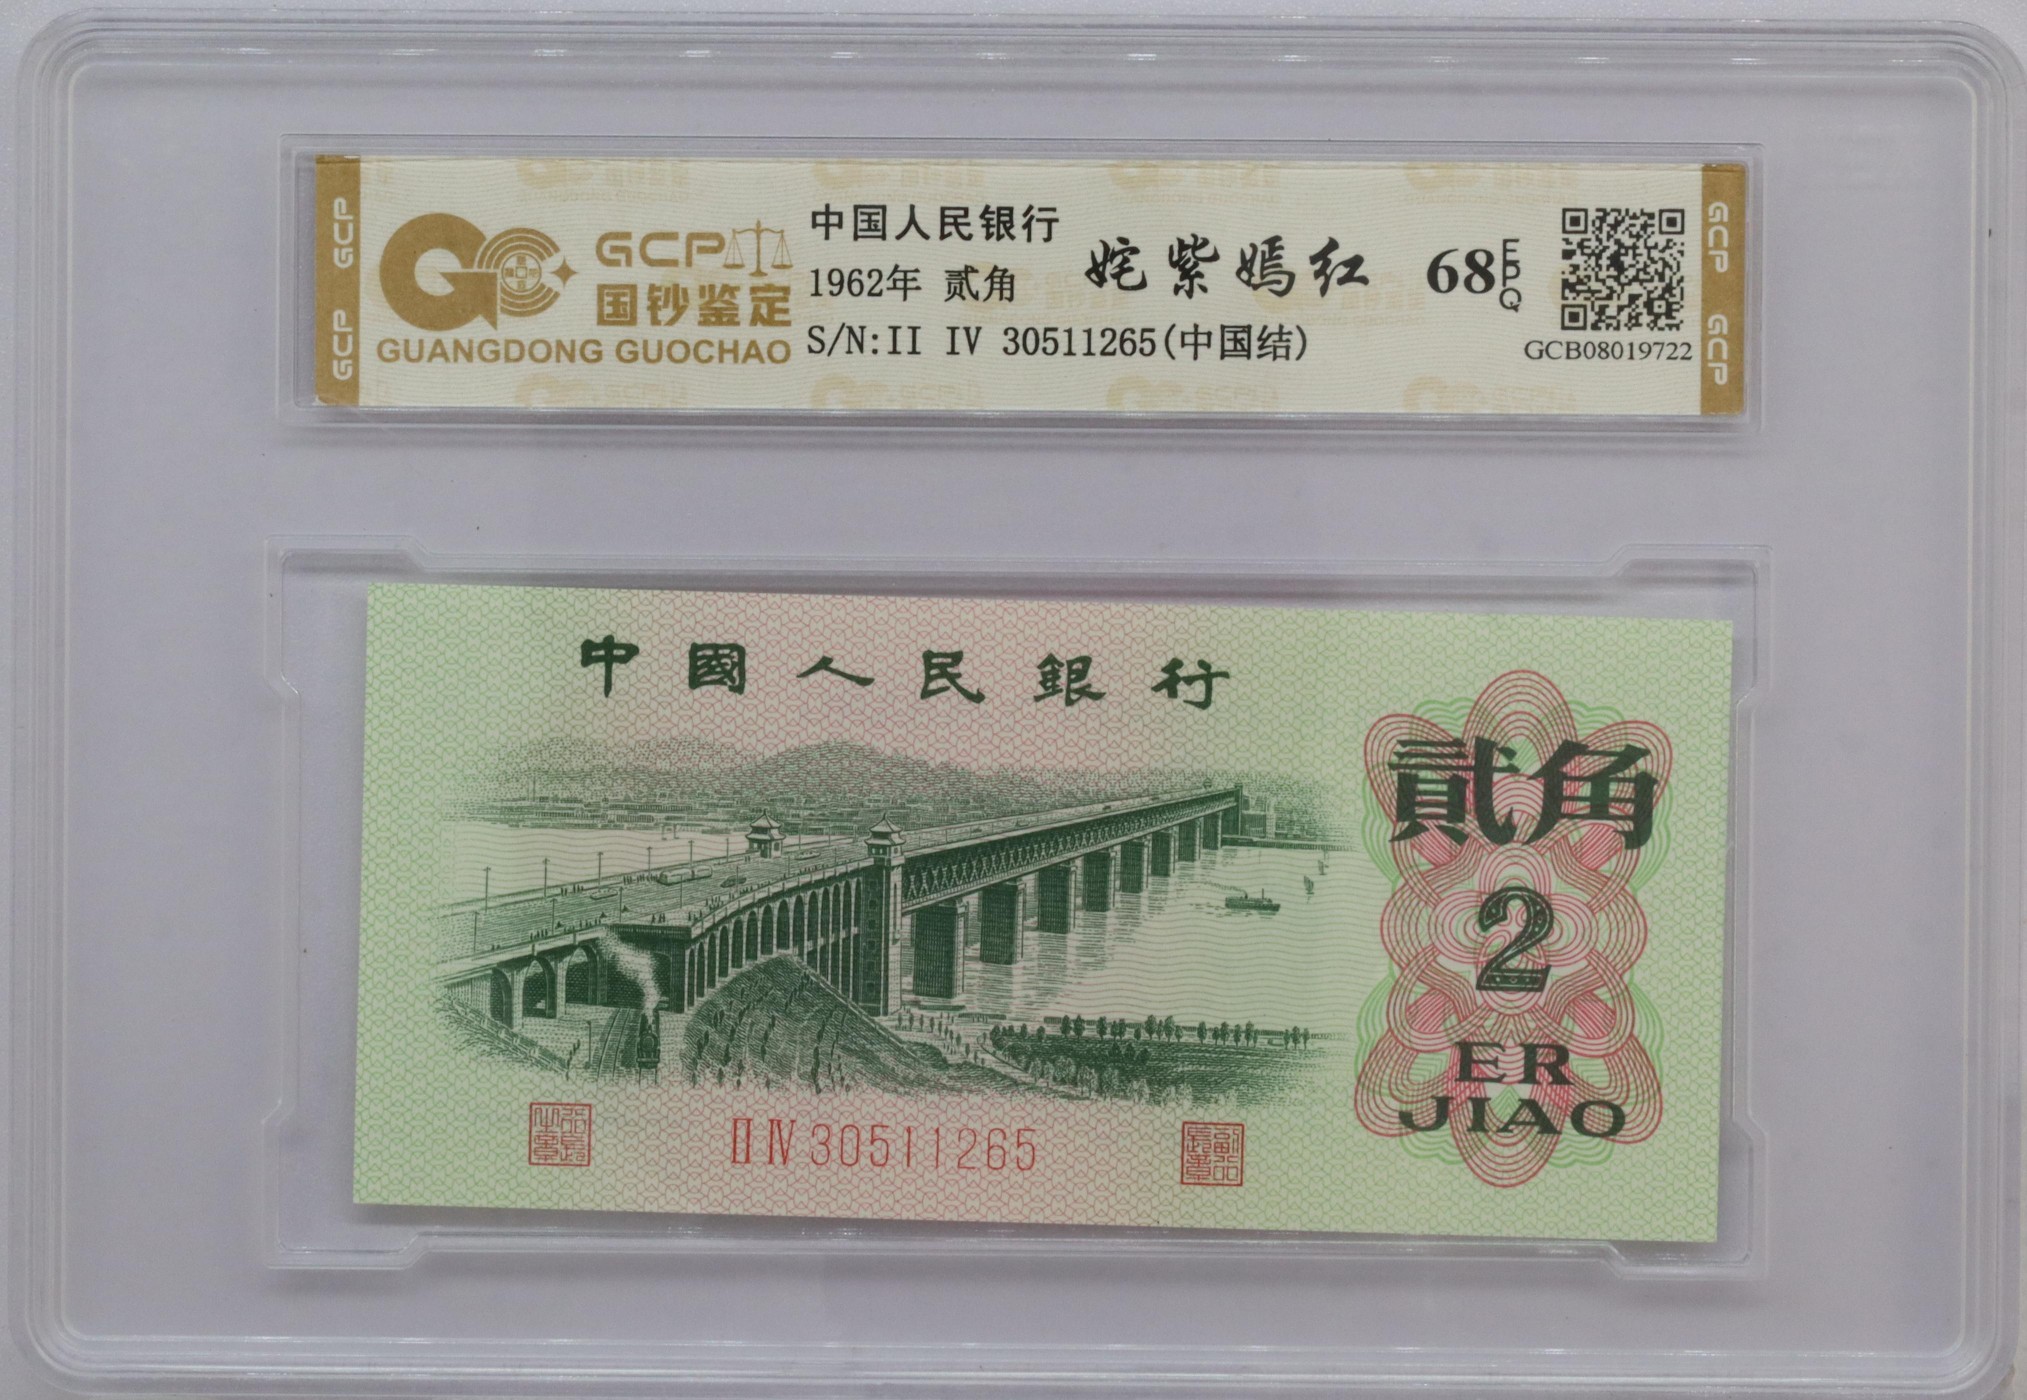 GCP
GCP
GCP
国钞鉴定
GUANGDONG GUOCHAO
中国人民银行
1962年 贰角
S/N:II IV 30511265(中国结)
姹紫嫣红
68 EPQ
GCB08019722
GCP
GCP
中國人民銀行
貳角
2
ER
JIAO
II IV 30511265